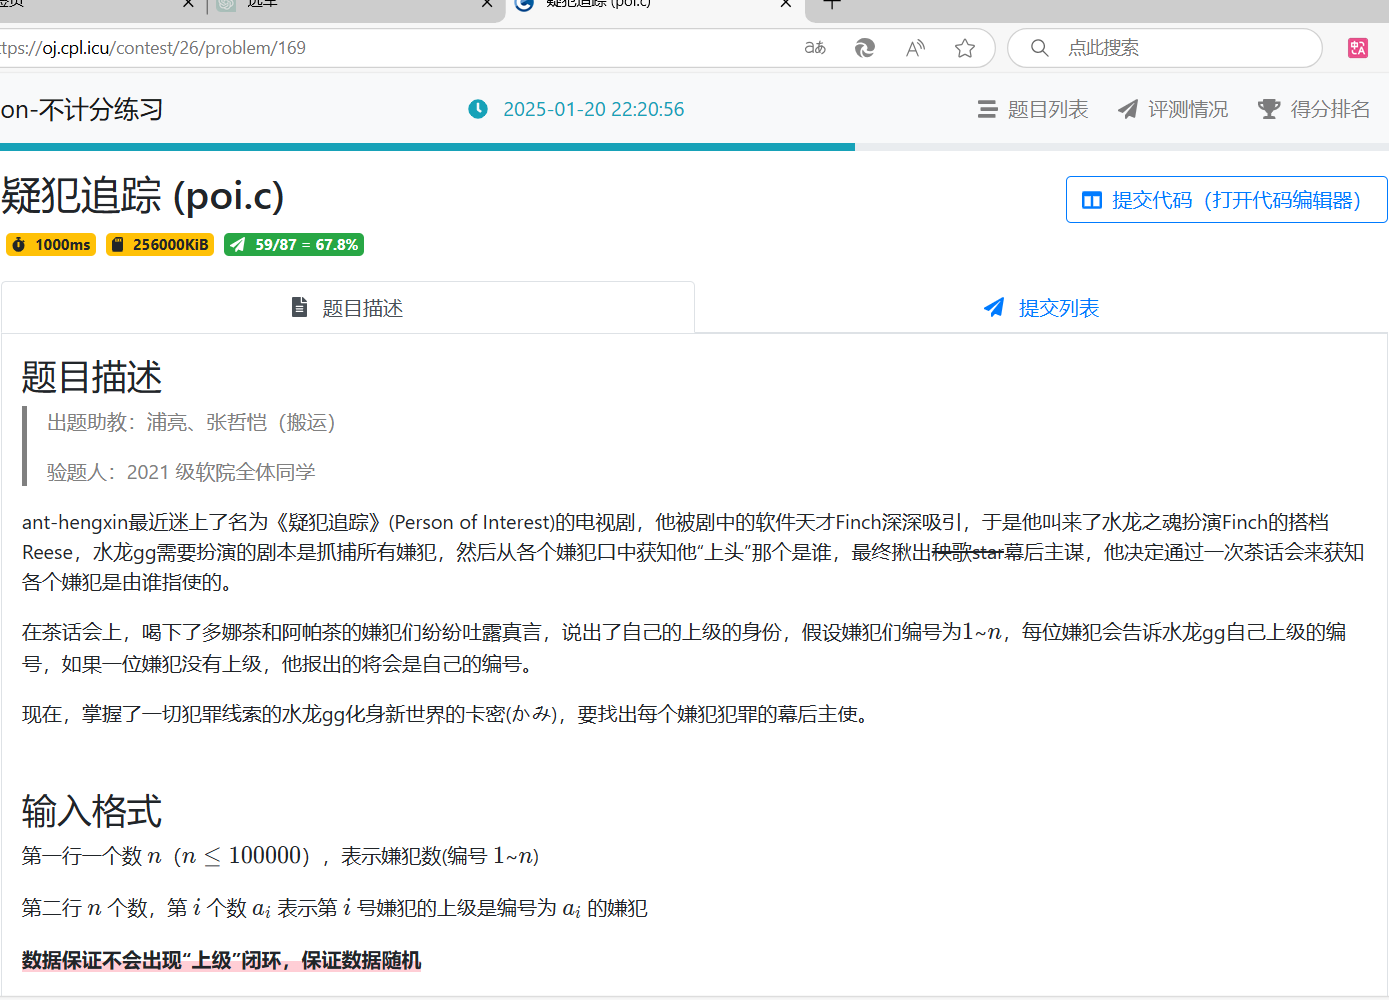 疑犯追踪 (poi.c)
ttps://oj.cpl.icu/contest/26/problem/169
aあ
点此搜索
on-不计分练习
2025-01-20 22:20:56
题目列表
评测情况
得分排名
疑犯追踪 (poi.c)
提交代码（打开代码编辑器）
1000ms
256000KiB
59/87 = 67.8%
题目描述
提交列表
题目描述
出题助教：浦亮、张哲恺（搬运）
验题人：2021 级软院全体同学
ant-hengxin最近迷上了名为《疑犯追踪》(Person of Interest)的电视剧，他被剧中的软件天才Finch深深吸引，于是他叫来了水龙之魂扮演Finch的搭档
Reese，水龙gg需要扮演的剧本是抓捕所有嫌犯，然后从各个嫌犯口中获知他“上头”那个是谁，最终揪出秧歌star幕后主谋，他决定通过一次茶话会来获知
各个嫌犯是由谁指使的。
在茶话会上，喝下了多娜茶和阿帕茶的嫌犯们纷纷吐露真言，说出了自己的上级的身份，假设嫌犯们编号为1~n，每位嫌犯会告诉水龙gg自己上级的编
号，如果一位嫌犯没有上级，他报出的将会是自己的编号。
现在，掌握了一切犯罪线索的水龙gg化身新世界的卡密(かみ)，要找出每个嫌犯犯罪的幕后主使。
输入格式
第一行一个数 n（n ≤ 100000），表示嫌犯数(编号 1~n)
第二行 n 个数，第 i 个数 a_i 表示第 i 号嫌犯的上级是编号为 a_i 的嫌犯
数据保证不会出现“上级”闭环，保证数据随机